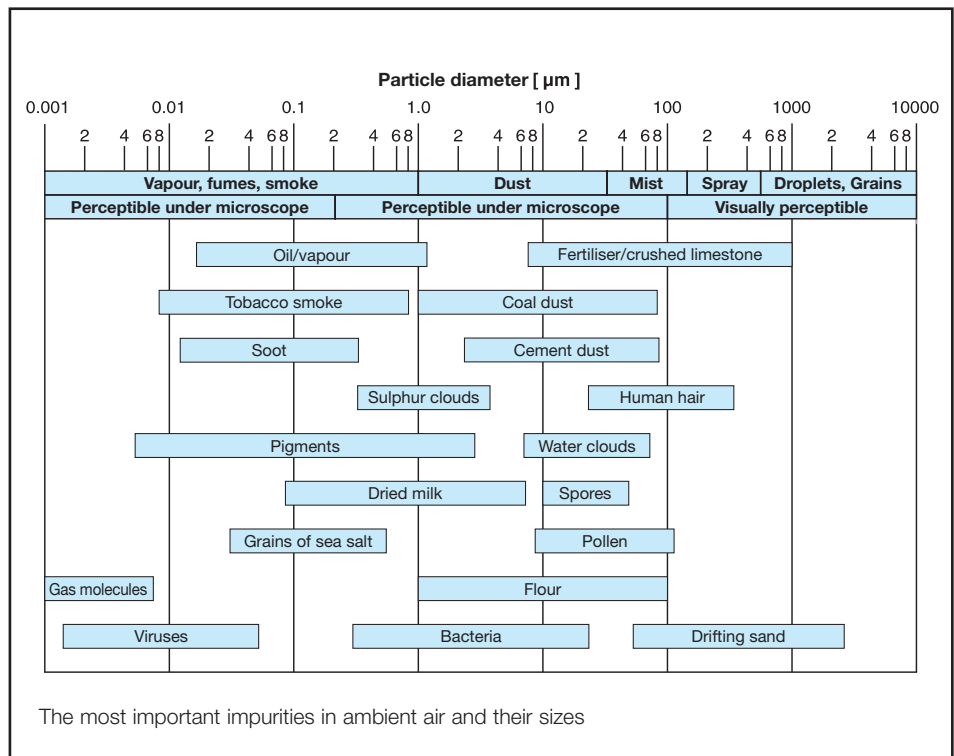 Particle diameter [ µm ]
0.001 0.01 0.1 1.0 10 100 1000 10000
2 4 6 8 2 4 6 8 2 4 6 8 2 4 6 8 2 4 6 8 2 4 6 8 2 4 6 8
Vapour, fumes, smoke Dust Mist Spray Droplets, Grains
Perceptible under microscope Perceptible under microscope Visually perceptible
Oil/vapour Fertiliser/crushed limestone
Tobacco smoke Coal dust
Soot Cement dust
Sulphur clouds Human hair
Pigments Water clouds
Dried milk Spores
Grains of sea salt Pollen
Gas molecules Flour
Viruses Bacteria Drifting sand
The most important impurities in ambient air and their sizes